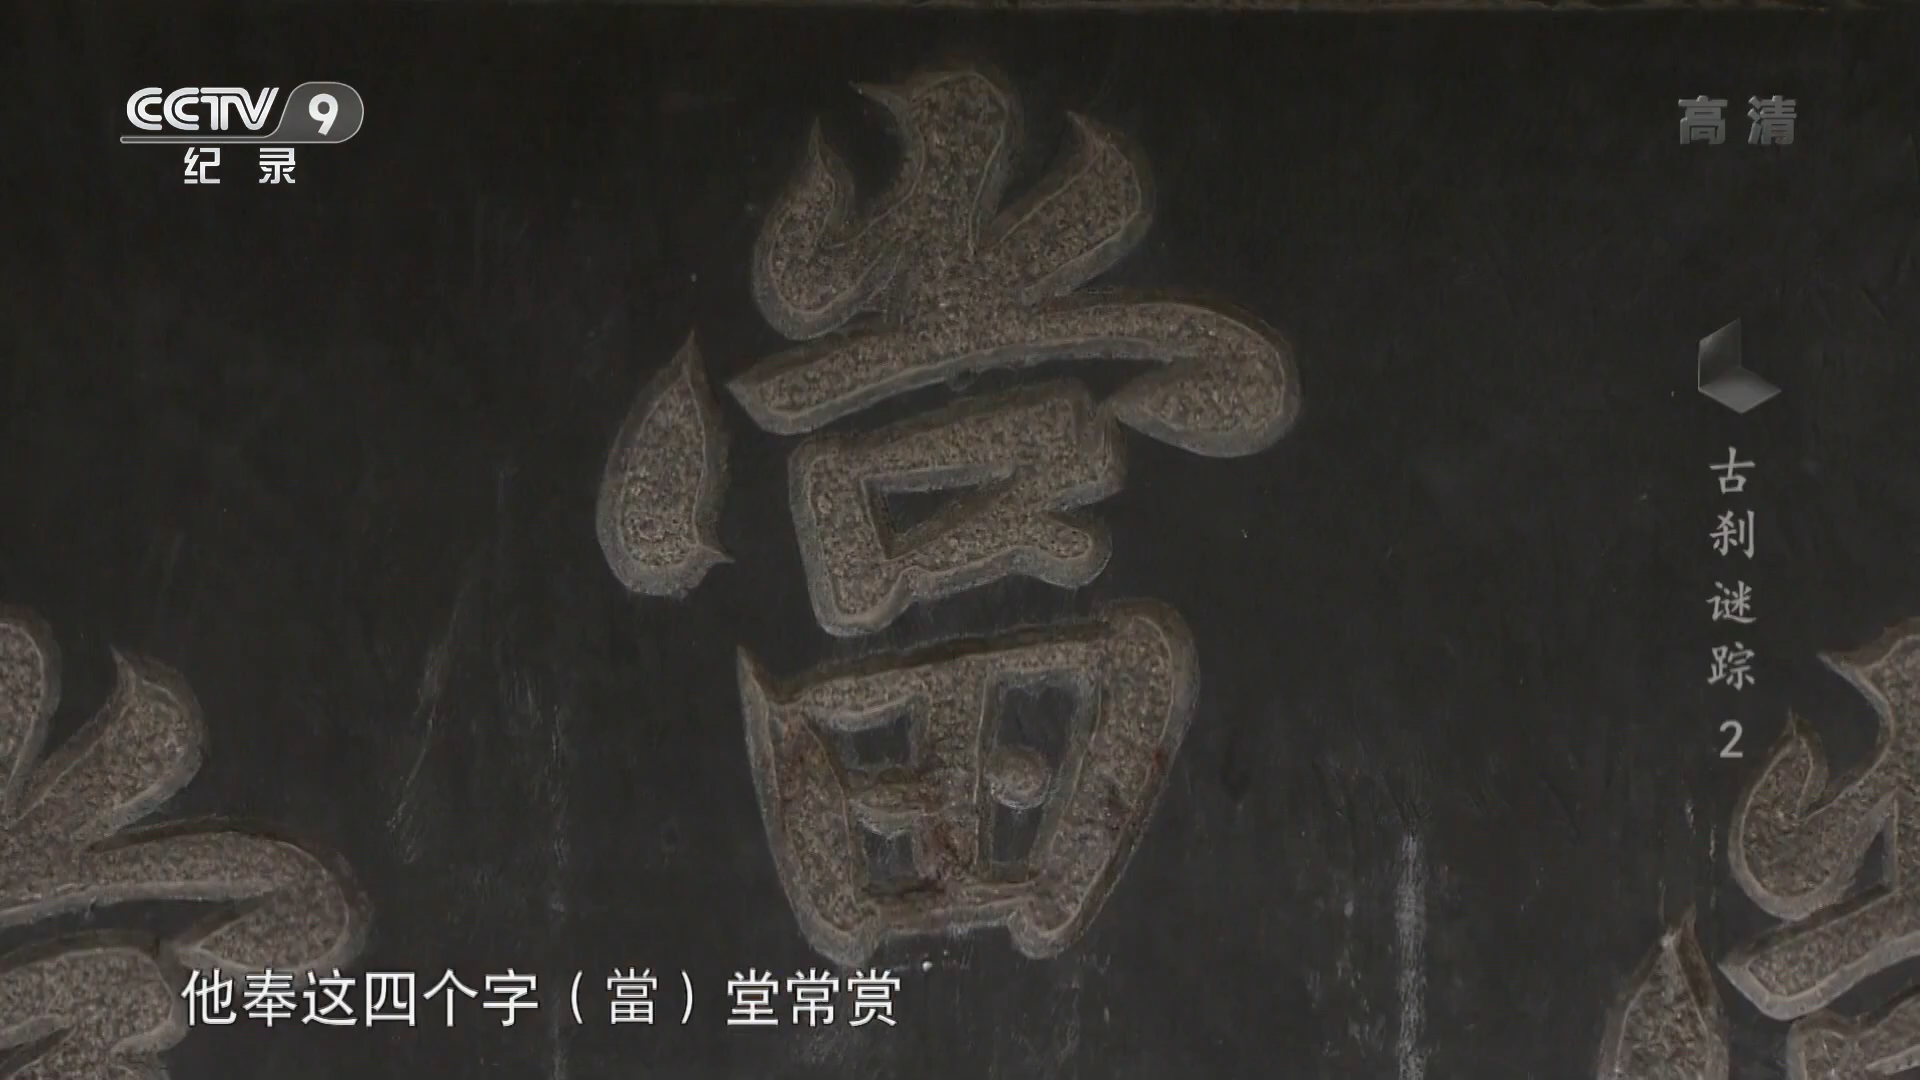 CCTV 9
纪录
高清
當
古刹谜踪 2
他奉这四个字（當）堂常赏